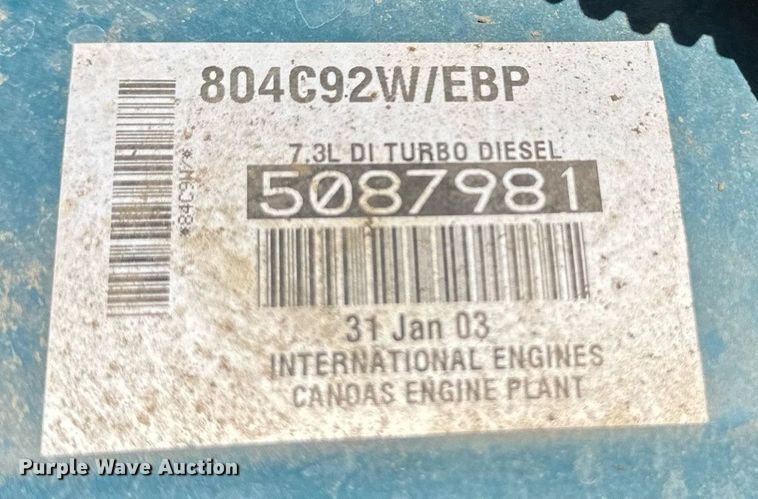 804C92W/EBP
7.3L DI TURBO DIESEL
5087981
*84C9W*
31 Jan 03
INTERNATIONAL ENGINES
CANOAS ENGINE PLANT
Purple Wave Auction